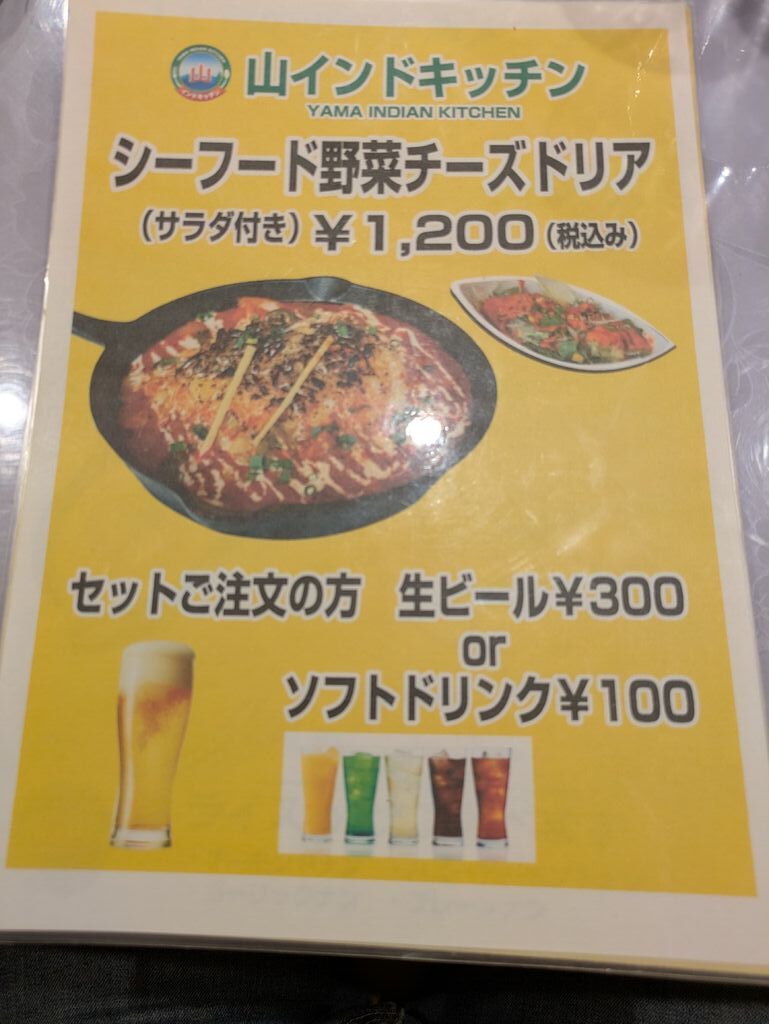 山インドキッチン
YAMA INDIAN KITCHEN
シーフード野菜チーズドリア
(サラダ付き) ¥1,200 (税込み)
セットご注文の方 生ビール¥300
or
ソフトドリンク¥100